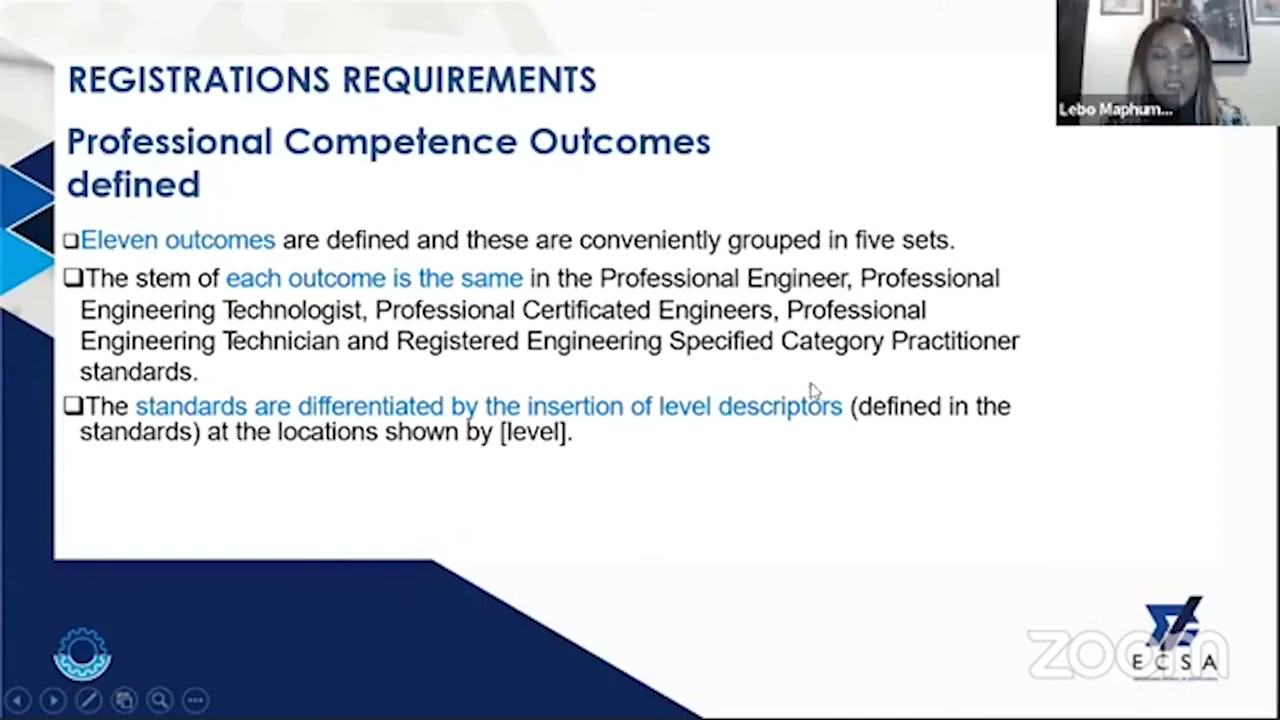 REGISTRATIONS REQUIREMENTS
Professional Competence Outcomes
defined
Eleven outcomes are defined and these are conveniently grouped in five sets.
The stem of each outcome is the same in the Professional Engineer, Professional
Engineering Technologist, Professional Certificated Engineers, Professional
Engineering Technician and Registered Engineering Specified Category Practitioner
standards.
The standards are differentiated by the insertion of level descriptors (defined in the
standards) at the locations shown by [level].
Lebo Maphum...
zoom
ECSA